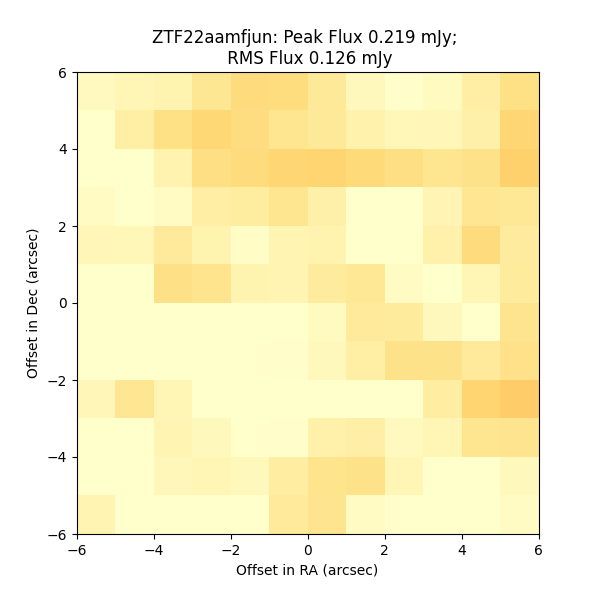 ZTF22aamfjun: Peak Flux 0.219 mJy;
RMS Flux 0.126 mJy
6
4
2
0
−2
−4
−6
Offset in Dec (arcsec)
−6 −4 −2 0 2 4 6
Offset in RA (arcsec)